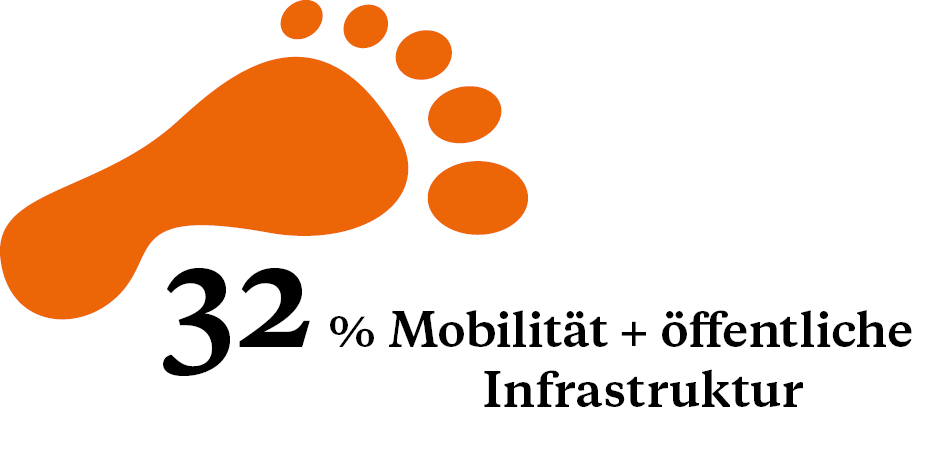 32 % Mobilität + öffentliche
Infrastruktur